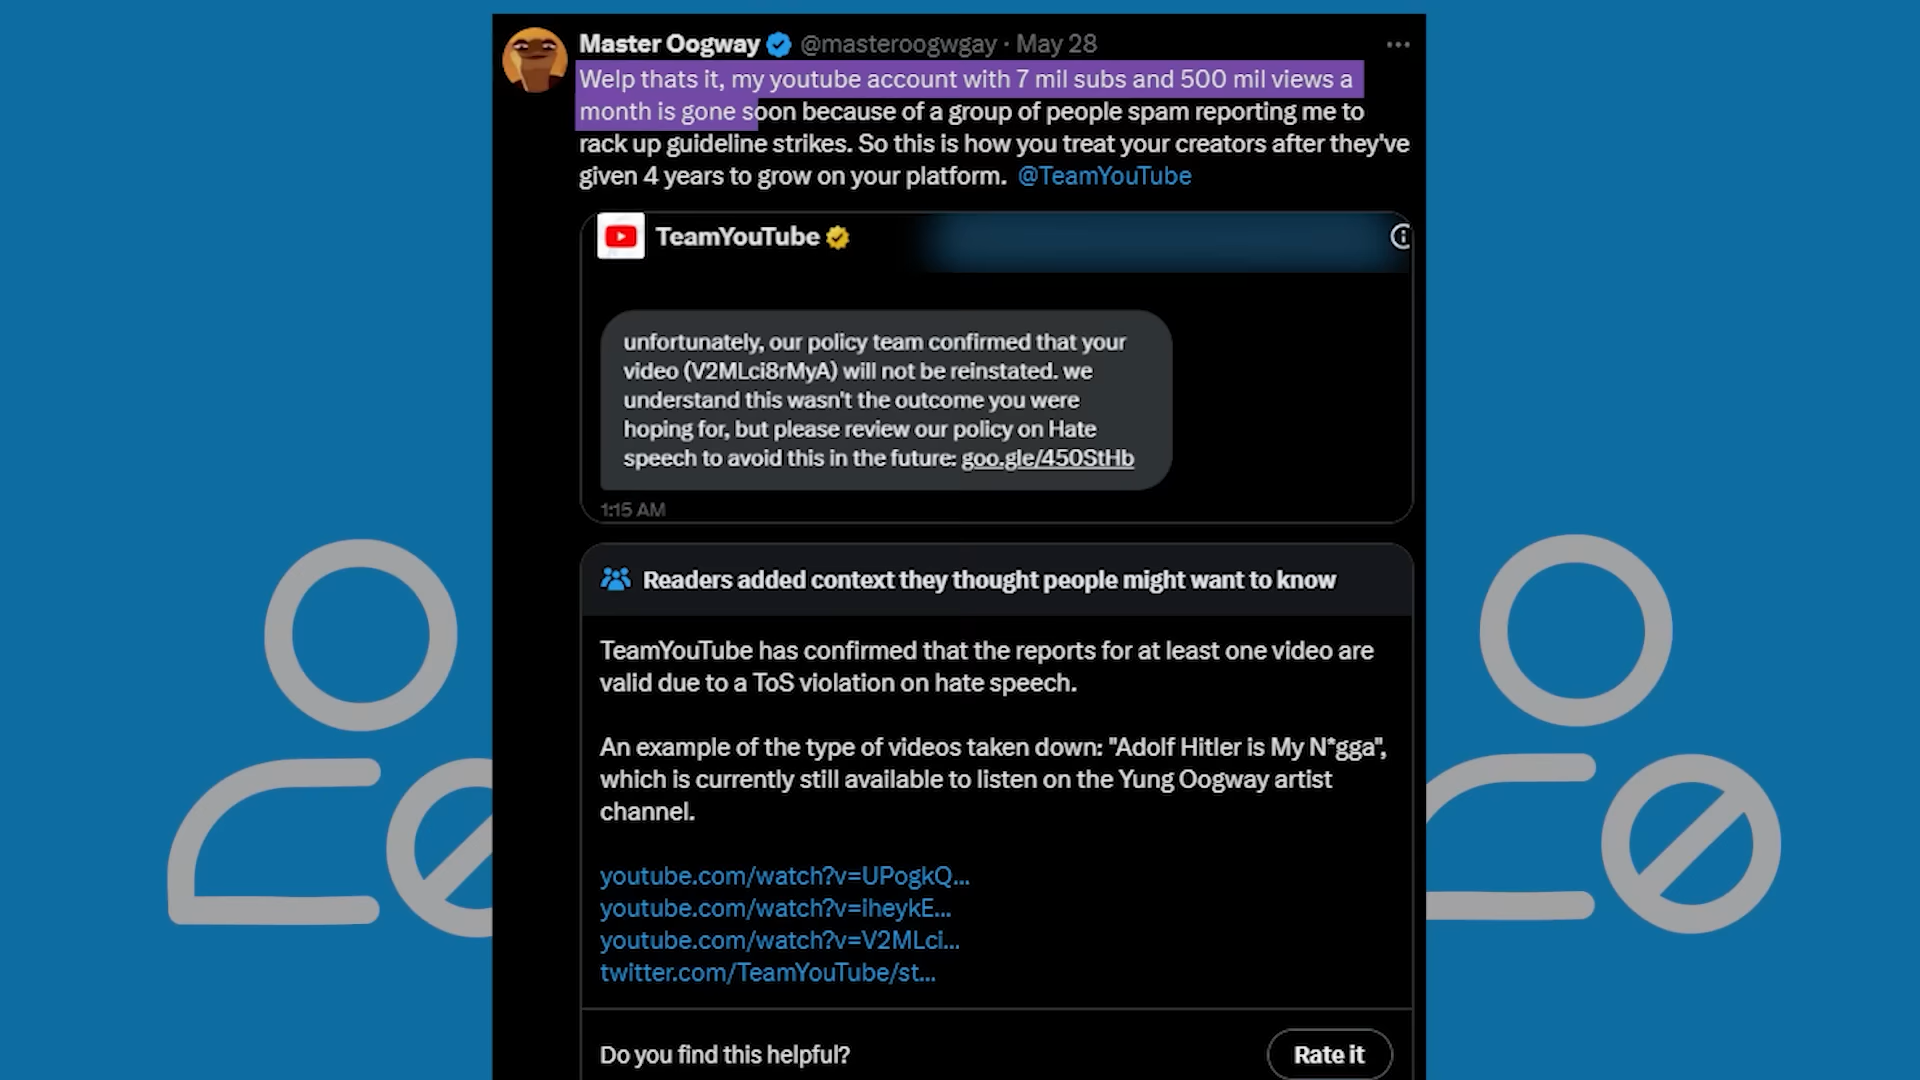 Master Oogway @masteroogwgay · May 28
Welp thats it, my youtube account with 7 mil subs and 500 mil views a
month is gone soon because of a group of people spam reporting me to
rack up guideline strikes. So this is how you treat your creators after they've
given 4 years to grow on your platform. @TeamYouTube
TeamYouTube
unfortunately, our policy team confirmed that your
video (V2MLci8rMyA) will not be reinstated. we
understand this wasn't the outcome you were
hoping for, but please review our policy on Hate
speech to avoid this in the future: goo.gle/450StHb
1:15 AM
Readers added context they thought people might want to know
TeamYouTube has confirmed that the reports for at least one video are
valid due to a ToS violation on hate speech.
An example of the type of videos taken down: "Adolf Hitler is My N*gga",
which is currently still available to listen on the Yung Oogway artist
channel.
youtube.com/watch?v=UPogkQ...
youtube.com/watch?v=iheykE...
youtube.com/watch?v=V2MLci...
twitter.com/TeamYouTube/st...
Do you find this helpful?
Rate it